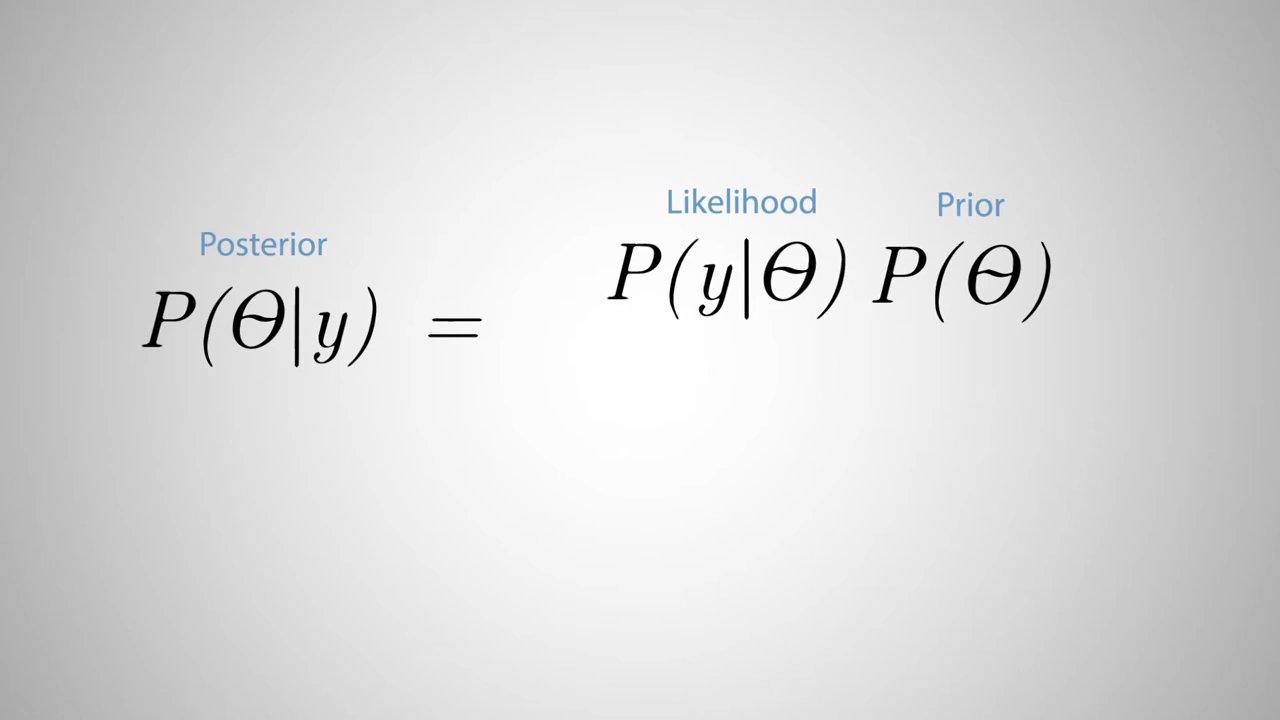 Likelihood Prior
Posterior
P(Θ|y) = P(y|Θ) P(Θ)